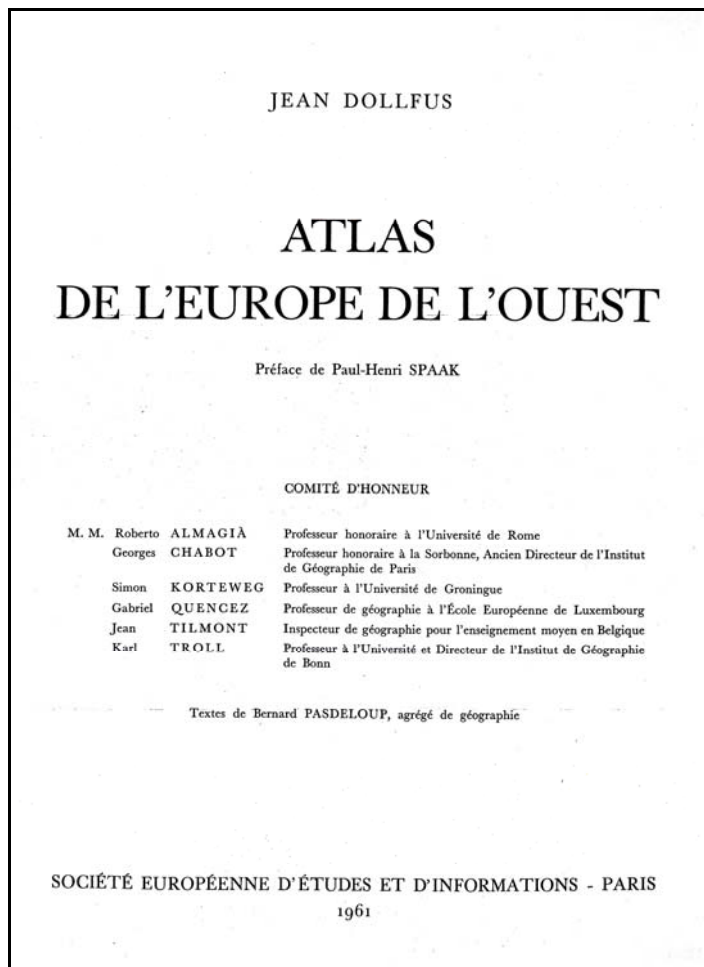 JEAN DOLLFUS
ATLAS
DE L'EUROPE DE L'OUEST
Préface de Paul-Henri SPAAK
COMITÉ D'HONNEUR
M. M. Roberto ALMAGIÀ Professeur honoraire à l'Université de Rome
Georges CHABOT Professeur honoraire à la Sorbonne, Ancien Directeur de l'Institut
de Géographie de Paris
Simon KORTEWEG Professeur à l'Université de Groningue
Gabriel QUENCEZ Professeur de géographie à l'École Européenne de Luxembourg
Jean TILMONT Inspecteur de géographie pour l'enseignement moyen en Belgique
Karl TROLL Professeur à l'Université et Directeur de l'Institut de Géographie
de Bonn
Textes de Bernard PASDELOUP, agrégé de géographie
SOCIÉTÉ EUROPÉENNE D'ÉTUDES ET D'INFORMATIONS - PARIS
1961